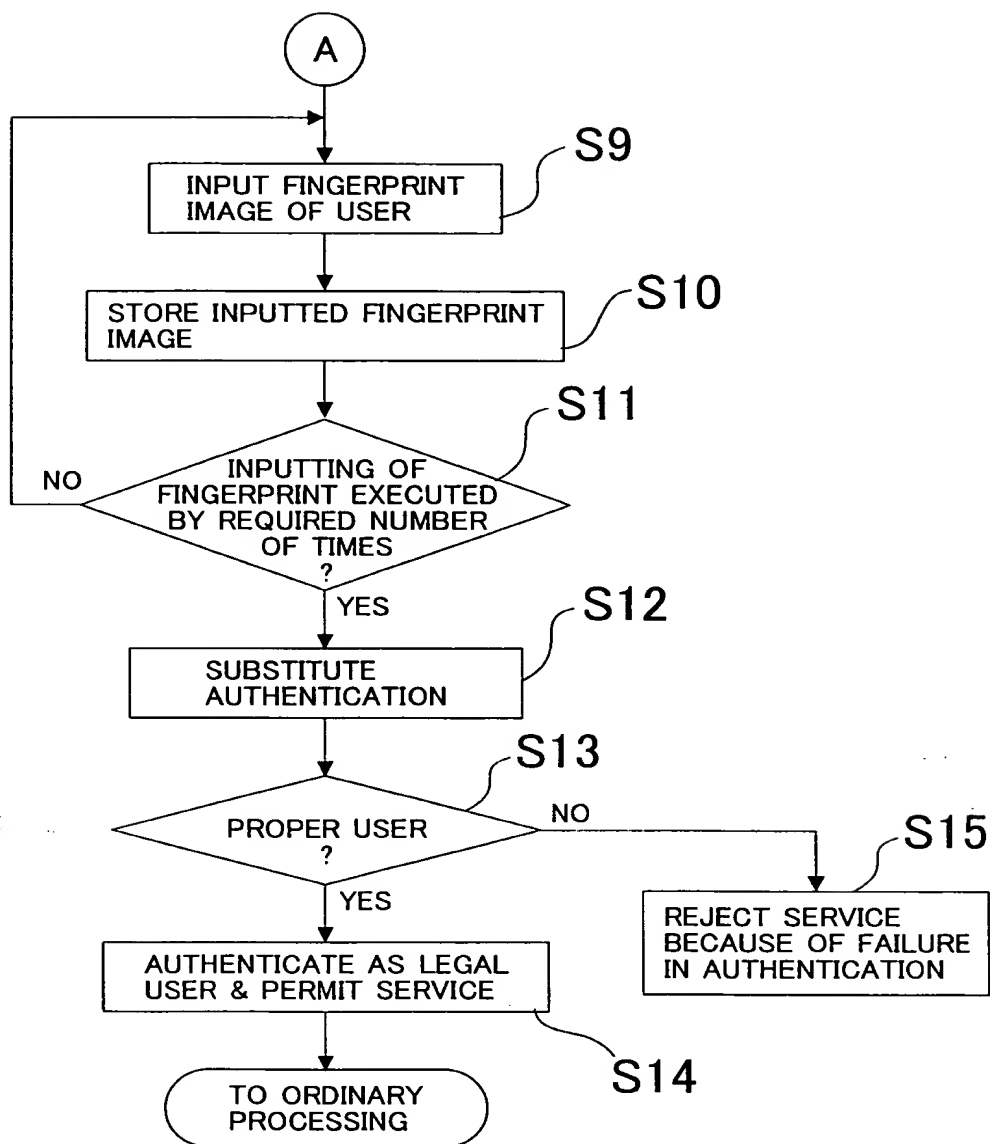 A
S9
INPUT FINGERPRINT
IMAGE OF USER
S10
STORE INPUTTED FINGERPRINT
IMAGE
S11
NO
INPUTTING OF
FINGERPRINT EXECUTED
BY REQUIRED NUMBER
OF TIMES
?
YES
S12
SUBSTITUTE
AUTHENTICATION
S13
PROPER USER
?
NO
S15
YES
REJECT SERVICE
BECAUSE OF FAILURE
IN AUTHENTICATION
AUTHENTICATE AS LEGAL
USER & PERMIT SERVICE
S14
TO ORDINARY
PROCESSING